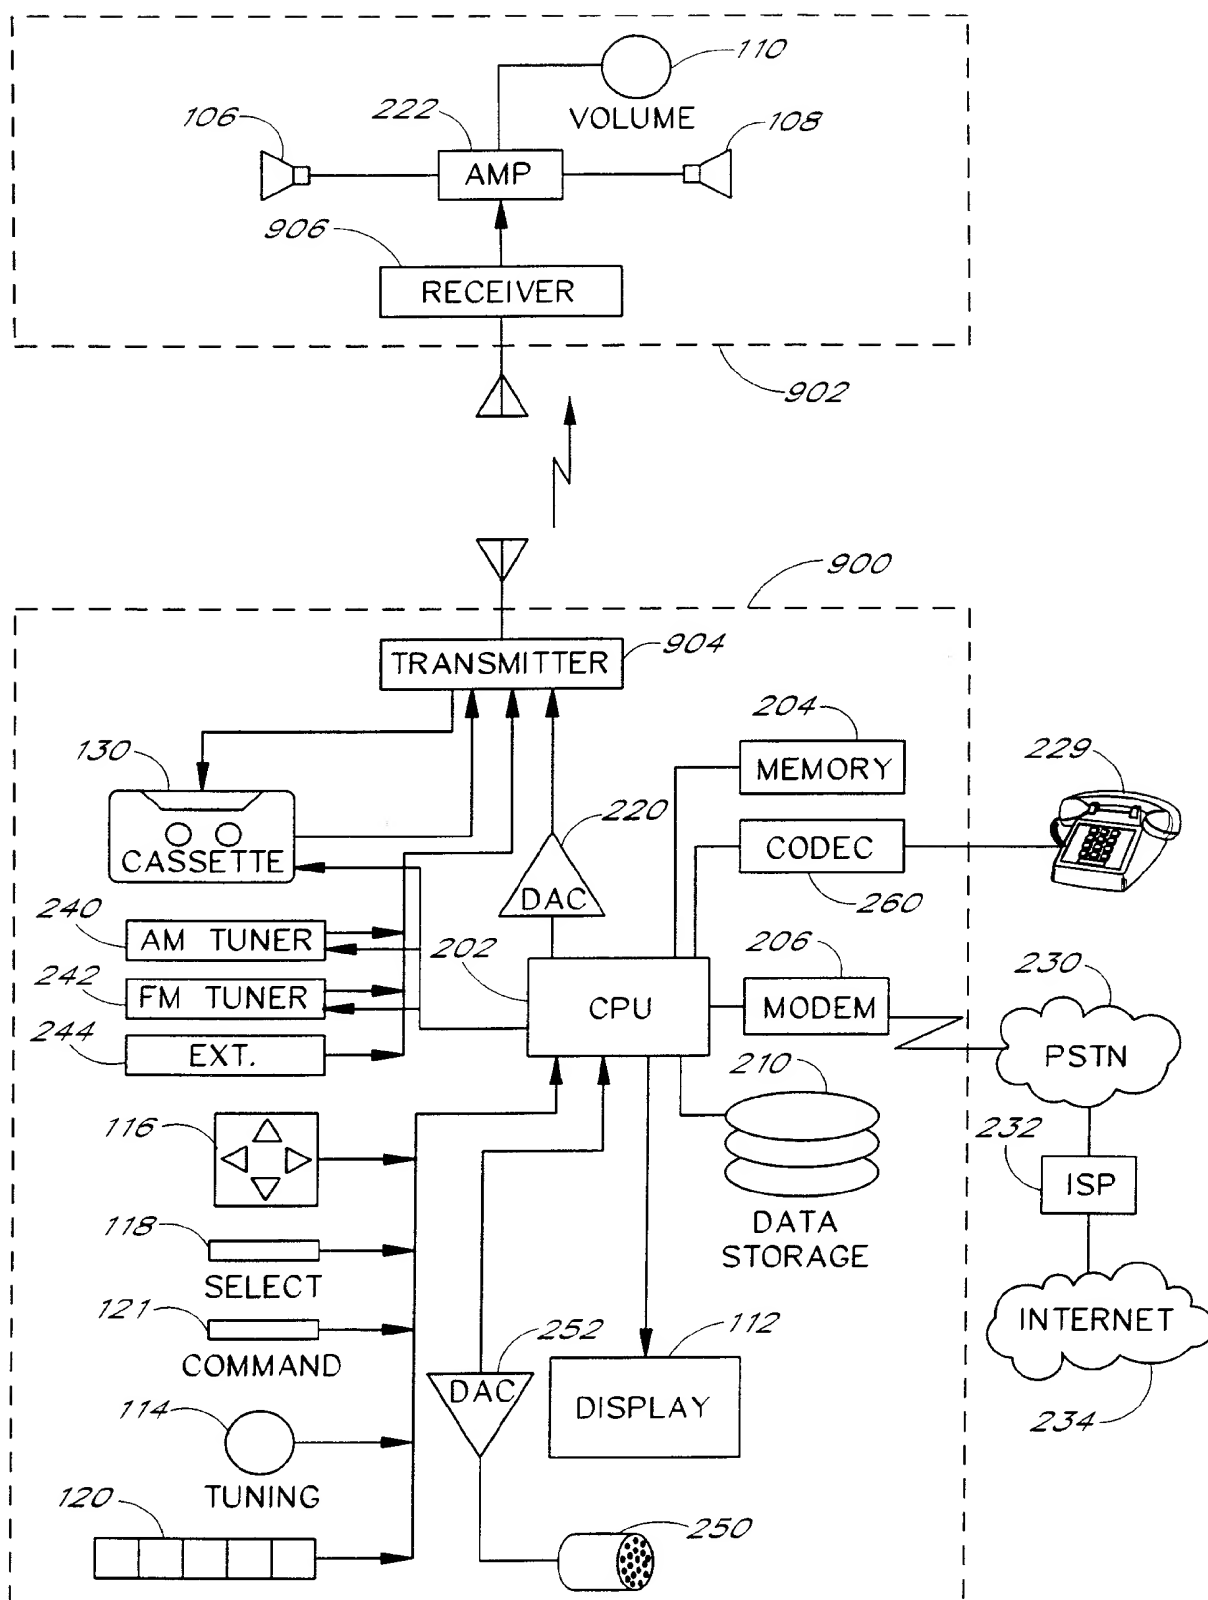 110
VOLUME
106
222
108
AMP
906
RECEIVER
902
900
TRANSMITTER
904
204
MEMORY
130
229
CASSETTE
220
DAC
CODEC
260
240
AM TUNER
202
206
230
242
FM TUNER
CPU
MODEM
PSTN
244
EXT.
210
116
232
ISP
118
SELECT
DATA
STORAGE
121
COMMAND
252
DAC
112
DISPLAY
INTERNET
234
114
TUNING
120
250